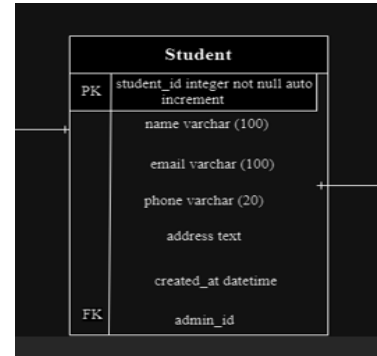 Student
PK student_id integer not null auto
increment
name varchar (100)
email varchar (100)
phone varchar (20)
address text
created_at datetime
FK admin_id